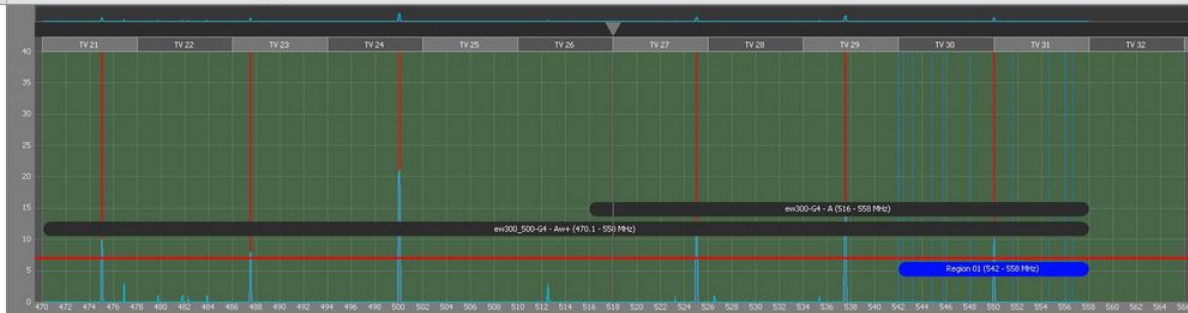 TV 21 TV 22 TV 23 TV 24 TV 25 TV 26 TV 27 TV 28 TV 29 TV 30 TV 31 TV 32
40
35
30
25
20
15
ew300-G4 - A (516 - 558 MHz)
ew300_500-G4 - Aw+ (470.1 - 558 MHz)
10
5
Region 01 (542 - 558 MHz)
0
470 472 474 476 478 480 482 484 486 488 490 492 494 496 498 500 502 504 506 508 510 512 514 516 518 520 522 524 526 528 530 532 534 536 538 540 542 544 546 548 550 552 554 556 558 560 562 564